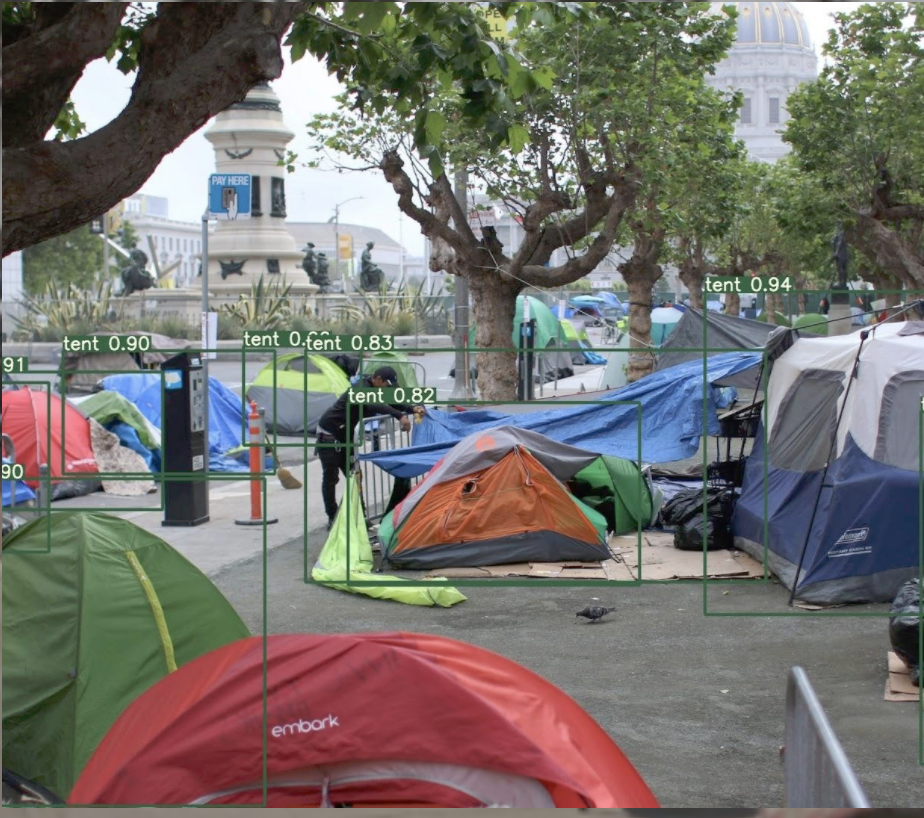 PAY HERE
tent 0.94
tent 0.90
tent 0.83
91
tent 0.82
90
embark
Coleman